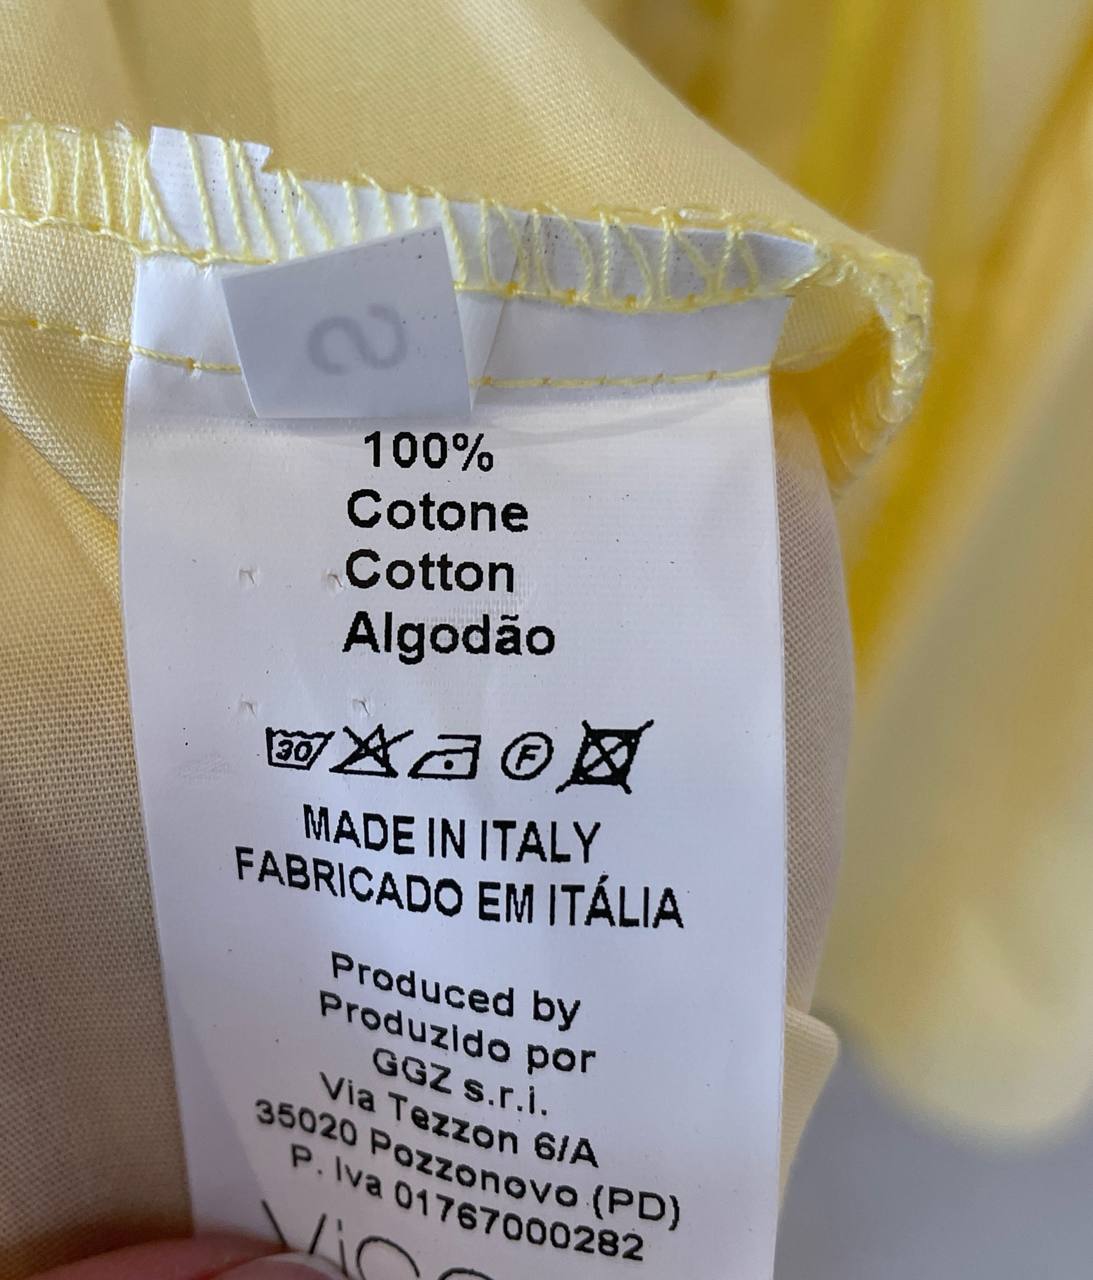 S
100%
Cotone
Cotton
Algodão
30
F
MADE IN ITALY
FABRICADO EM ITÁLIA
Produced by
Produzido por
GGZ s.r.l.
Via Tezzon 6/A
35020 Pozzonovo (PD)
P. Iva 01767000282